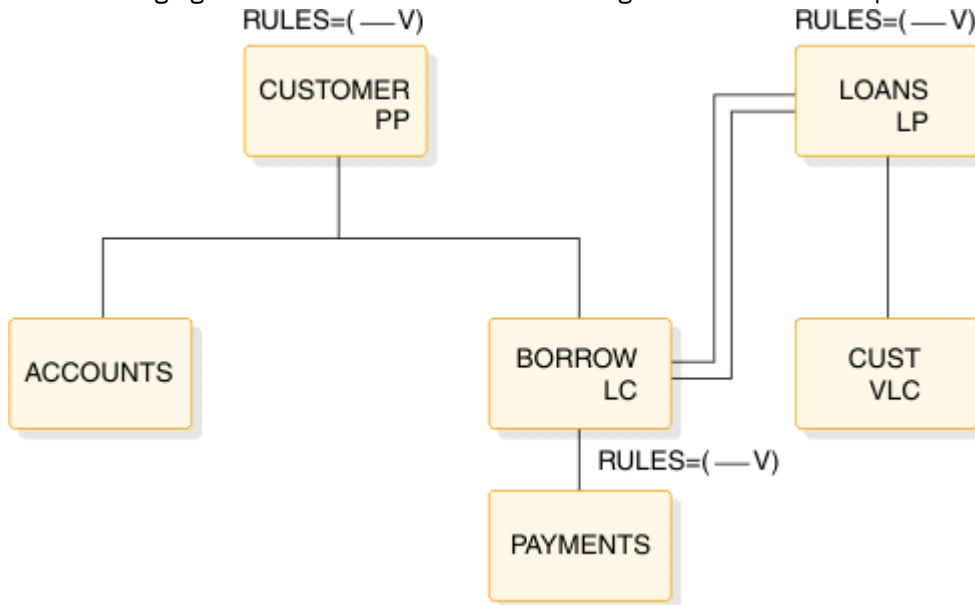 RULES=( — V)
RULES=( — V)
CUSTOMER
PP
LOANS
LP
ACCOUNTS
BORROW
LC
CUST
VLC
RULES=( — V)
PAYMENTS